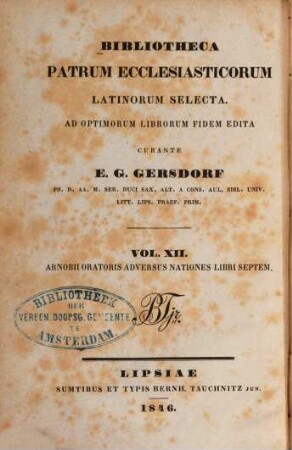 BIBLIOTHECA
PATRUM ECCLESIASTICORUM
LATINORUM SELECTA.
AD OPTIMORUM LIBRORUM FIDEM EDITA
CURANTE
E. G. GERSDORF
PH. D. AA. M. SER. DUCI SAX. ALT. A CONS. AUL. BIBL. UNIV.
LITT. LIPS. PRAEF. PRIM.
VOL. XII.
ARNOBII ORATORIS ADVERSUS NATIONES LIBRI SEPTEM.
BIBLIOTHEEK
DER
VEREEN. DOOPSG. GEMEENTE
TE
AMSTERDAM
BTjr.
LIPSIAE
SUMTIBUS ET TYPIS BERNH. TAUCHNITZ JUN.
1846.